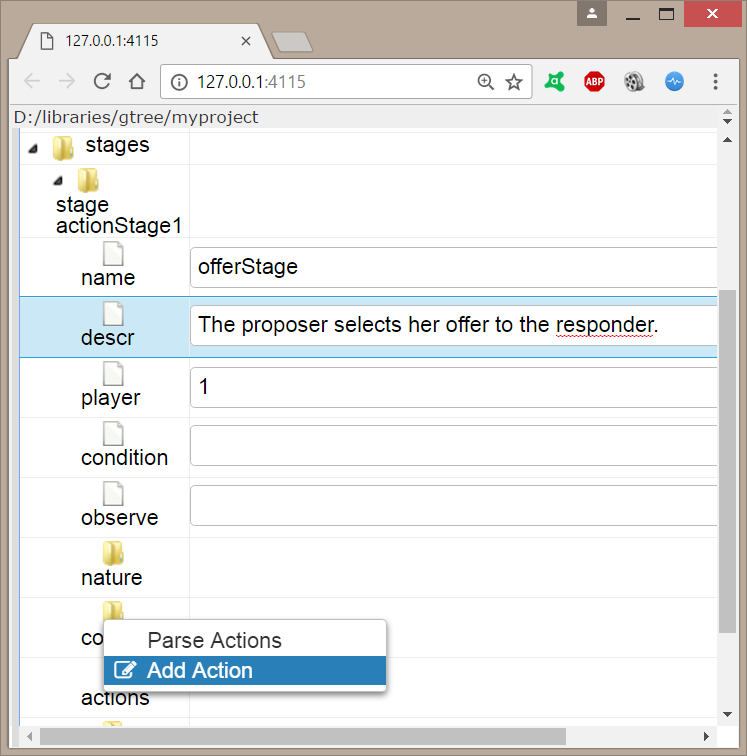 127.0.0.1:4115
127.0.0.1:4115
ABP
D:/libraries/gtree/myproject
stages
stage
actionStage1
name
offerStage
descr
The proposer selects her offer to the responder.
player
1
condition
observe
nature
Parse Actions
Add Action
actions